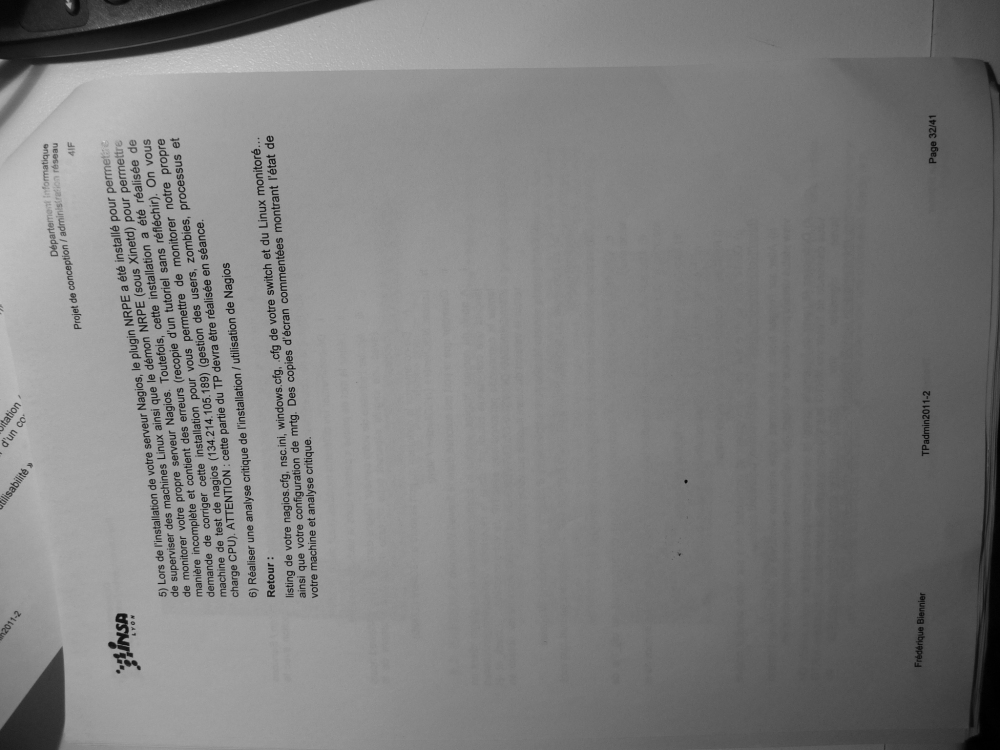 INSA
LYON
Département Informatique
Projet de conception / administration réseau
4IF
5) Lors de l'installation de votre serveur Nagios, le plugin NRPE a été installé pour permettre
de superviser des machines Linux ainsi que le démon NRPE (sous Xinetd) pour permettre
de monitorer votre propre serveur Nagios. Toutefois, cette installation a été réalisée de
manière incomplète et contient des erreurs (recopie d'un tutoriel sans réfléchir). On vous
demande de corriger cette installation pour vous permettre de monitorer notre propre
machine de test de nagios (134.214.105.189) (gestion des users, zombies, processus et
charge CPU). ATTENTION : cette partie du TP devra être réalisée en séance.
6) Réaliser une analyse critique de l'installation / utilisation de Nagios
Retour :
listing de votre nagios.cfg, nsc.ini, windows.cfg, .cfg de votre switch et du Linux monitoré…
ainsi que votre configuration de mrtg. Des copies d'écran commentées montrant l'état de
votre machine et analyse critique.
Frédérique Biennier
TPadmin2011-2
Page 32/41
d'un
utilisabilité »